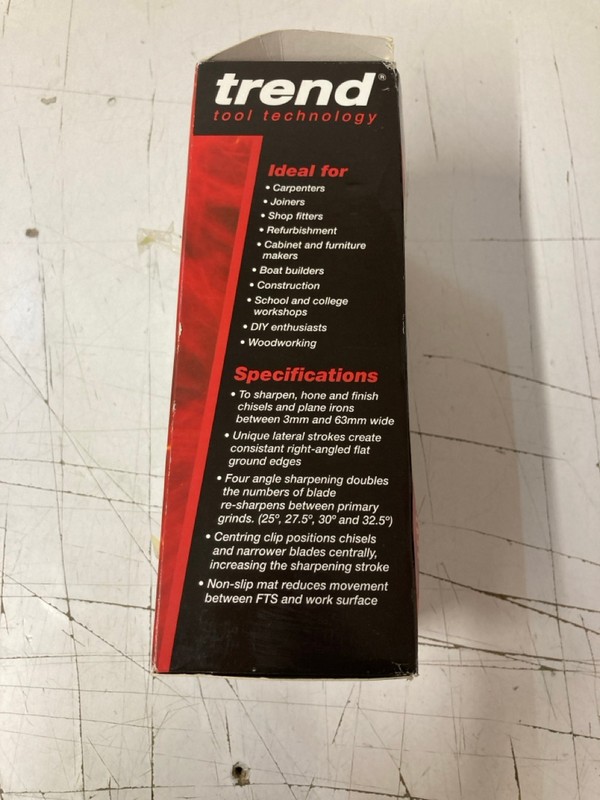 trend®
tool technology
Ideal for
• Carpenters
• Joiners
• Shop fitters
• Refurbishment
• Cabinet and furniture
makers
• Boat builders
• Construction
• School and college
workshops
• DIY enthusiasts
• Woodworking
Specifications
• To sharpen, hone and finish
chisels and plane irons
between 3mm and 63mm wide
• Unique lateral strokes create
consistant right-angled flat
ground edges
• Four angle sharpening doubles
the numbers of blade
re-sharpens between primary
grinds. (25º, 27.5º, 30º and 32.5º)
• Centring clip positions chisels
and narrower blades centrally,
increasing the sharpening stroke
• Non-slip mat reduces movement
between FTS and work surface